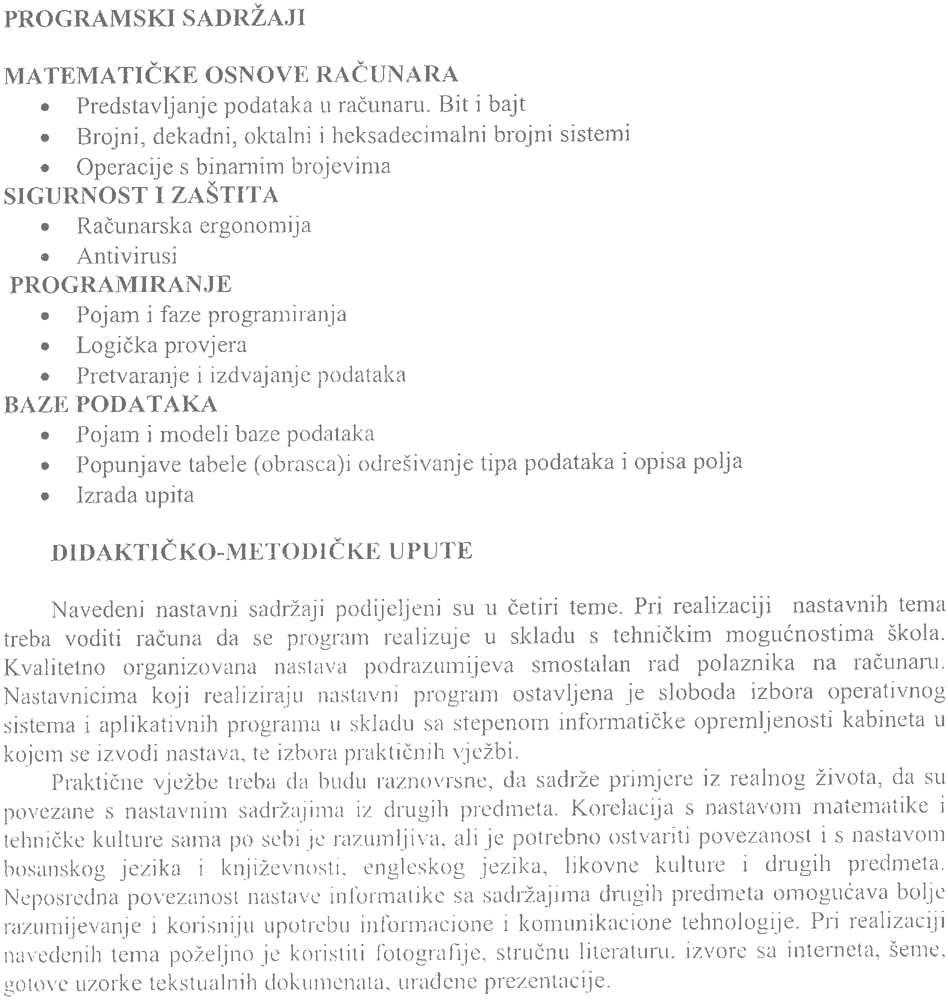 PROGRAMSKI SADRŽAJI
MATEMATIČKE OSNOVE RAČUNARA
• Predstavljanje podataka u računaru. Bit i bajt
• Brojni, dekadni, oktalni i heksadecimalni brojni sistemi
• Operacije s binarnim brojevima
SIGURNOST I ZAŠTITA
• Računarska ergonomija
• Antivirusi
PROGRAMIRANJE
• Pojam i faze programiranja
• Logička provjera
• Pretvaranje i izdvajanje podataka
BAZE PODATAKA
• Pojam i modeli baze podataka
• Popunjave tabele (obrasca)i odrešivanje tipa podataka i opisa polja
• Izrada upita
DIDAKTIČKO-METODIČKE UPUTE
Navedeni nastavni sadržaji podijeljeni su u četiri teme. Pri realizaciji nastavnih tema
treba voditi računa da se program realizuje u skladu s tehničkim mogućnostima škola.
Kvalitetno organizovana nastava podrazumijeva smostalan rad polaznika na računaru.
Nastavnicima koji realiziraju nastavni program ostavljena je sloboda izbora operativnog
sistema i aplikativnih programa u skladu sa stepenom informatičke opremljenosti kabineta u
kojem se izvodi nastava, te izbora praktičnih vježbi.
Praktične vježbe treba da budu raznovrsne, da sadrže primjere iz realnog života, da su
povezane s nastavnim sadržajima iz drugih predmeta. Korelacija s nastavom matematike i
tehničke kulture sama po sebi je razumljiva, ali je potrebno ostvariti povezanost i s nastavom
bosanskog jezika i književnosti, engleskog jezika, likovne kulture i drugih predmeta.
Neposredna povezanost nastave informatike sa sadržajima drugih predmeta omogućava bolje
razumijevanje i korisniju upotrebu informacione i komunikacione tehnologije. Pri realizaciji
navedenih tema poželjno je koristiti fotografije, stručnu literaturu, izvore sa interneta, šeme,
gotove uzorke tekstualnih dokumenata, urađene prezentacije.